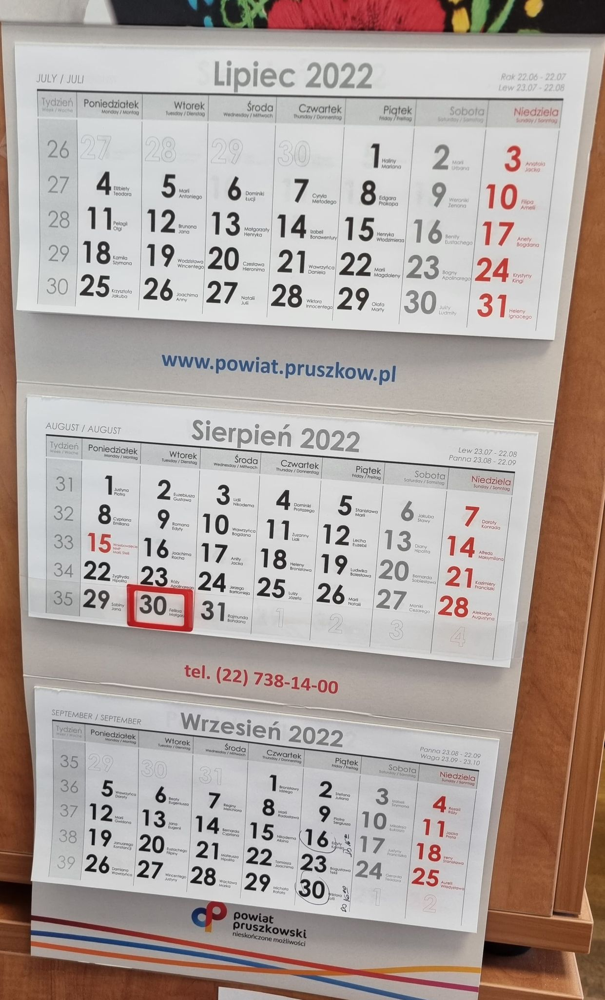 Lipiec 2022
JULY / JULI
Rak 22.06 - 22.07
Lew 23.07 - 22.08
Tydzień Poniedziałek Wtorek Środa Czwartek Piątek Sobota Niedziela
Week / Woche Monday / Montag Tuesday / Dienstag Wednesday / Mittwoch Thursday / Donnerstag Friday / Freitag Saturday / Samstag Sunday / Sonntag
26 27 28 29 30 1 Haliny Mariana 2 Marii Urbana 3 Anatola Jacka
27 4 Elżbiety Teodora 5 Marii Antoniego 6 Dominiki Łucji 7 Cyryla Metodego 8 Edgara Prokopa 9 Weroniki Zenona 10 Filipa Amelii
28 11 Pelagii Olgi 12 Brunona Jana 13 Małgorzaty Henryka 14 Izabeli Bonawentury 15 Henryka Włodzimierza 16 Benity Eustachego 17 Anety Bogdana
29 18 Kamila Szymona 19 Wodzisława Wincentego 20 Czesława Hieronima 21 Wawrzyńca Daniela 22 Marii Magdaleny 23 Bogny Apolinarego 24 Krystyny Kingi
30 25 Krzysztofa Jakuba 26 Joachima Anny 27 Natalii Julii 28 Wiktora Innocentego 29 Olafa Marty 30 Julity Ludmiły 31 Heleny Ignacego
www.powiat.pruszkow.pl
Sierpień 2022
AUGUST / AUGUST
Lew 23.07 - 22.08
Panna 23.08 - 22.09
Tydzień Poniedziałek Wtorek Środa Czwartek Piątek Sobota Niedziela
Week / Woche Monday / Montag Tuesday / Dienstag Wednesday / Mittwoch Thursday / Donnerstag Friday / Freitag Saturday / Samstag Sunday / Sonntag
31 1 Justyna Piotra 2 Euzebiusza Gustawa 3 Lidii Nikodema 4 Dominiki Protazego 5 Stanisława Marii 6 Jakuba Sławy 7 Doroty Konrada
32 8 Cypriana Emiliana 9 Romana Edyty 10 Wawrzyńca Bogdana 11 Zuzanny Lidii 12 Lecha Euzebii 13 Diany Hipolita 14 Alfreda Maksymiliana
33 15 Wniebowzięcie NMP Marii, Stelli 16 Joachima Rocha 17 Anity Jacka 18 Heleny Bronisława 19 Ludwika Bolesława 20 Bernarda Sobiesława 21 Kazimiery Franciszki
34 22 Zygfryda Hipolita 23 Róży Apolinarego 24 Jerzego Bartłomieja 25 Luizy Józefa 26 Marii Natalii 27 Moniki Cezarego 28 Aleksego Augustyna
35 29 Sabiny Jana 30 Feliksa Małgorz 31 Rajmunda Bohdana 1 2 3 4
tel. (22) 738-14-00
Wrzesień 2022
SEPTEMBER / SEPTEMBER
Panna 23.08 - 22.09
Waga 23.09 - 23.10
Tydzień Poniedziałek Wtorek Środa Czwartek Piątek Sobota Niedziela
Week / Woche Monday / Montag Tuesday / Dienstag Wednesday / Mittwoch Thursday / Donnerstag Friday / Freitag Saturday / Samstag Sunday / Sonntag
35 29 30 31 1 Bronisławy Idziego 2 Stefana Juliana 3 Izabeli Szymona 4 Rozalii Róży
36 5 Wawrzyńca Doroty 6 Beaty Eugeniusza 7 Reginy Melchiora 8 Marii Radosława 9 Piotra Sergiusza 10 Mikołaja Łukasza 11 Jacka Prota
37 12 Marii Gwidona 13 Jana Eugenii 14 Bernarda Cypriana 15 Nikodema Albina 16 Edyty Kamila 17 Justyny Franciszka 18 Ireny Stanisława
38 19 Januarego Konstancji 20 Eustachego Filipiny 21 Mateusza Hipolita 22 Tomasza Joachima 23 Bogusława Tekli 24 Gerarda Teodora 25 Aurelii Władysława
39 26 Damiana Wawrzyńca 27 Wincentego Justyny 28 Wacława Marka 29 Michała Rafała 30 Wiktora Zofii DO 16:00 1 2
powiat
pruszkowski
nieskończone możliwości